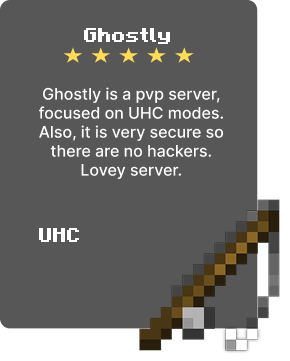 Ghostly
Ghostly is a pvp server,
focused on UHC modes.
Also, it is very secure so
there are no hackers.
Lovey server.
UHC